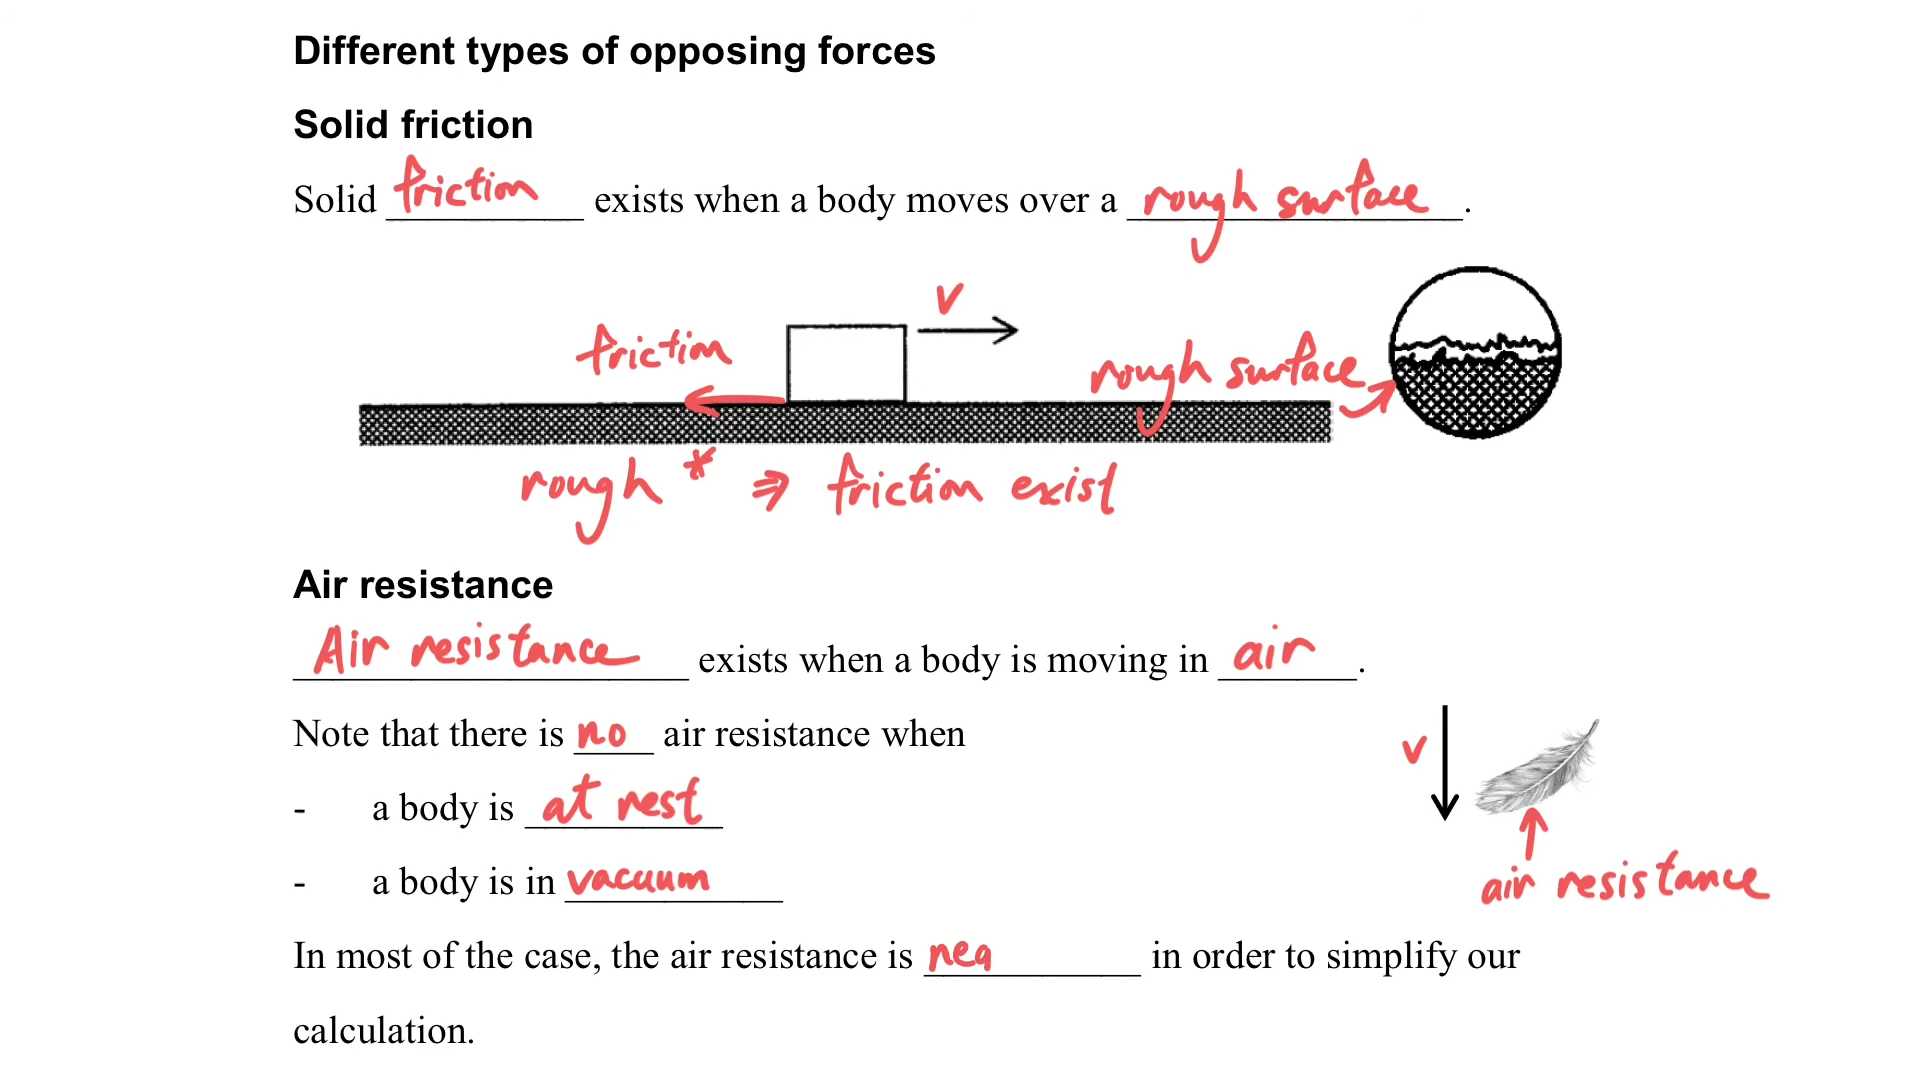 Different types of opposing forces
Solid friction
Solid friction exists when a body moves over a rough surface.
v
friction
rough surface
rough * ⇒ friction exist
Air resistance
Air resistance exists when a body is moving in air.
Note that there is no air resistance when
- a body is at rest
v
- a body is in vacuum
air resistance
In most of the case, the air resistance is neg in order to simplify our
calculation.